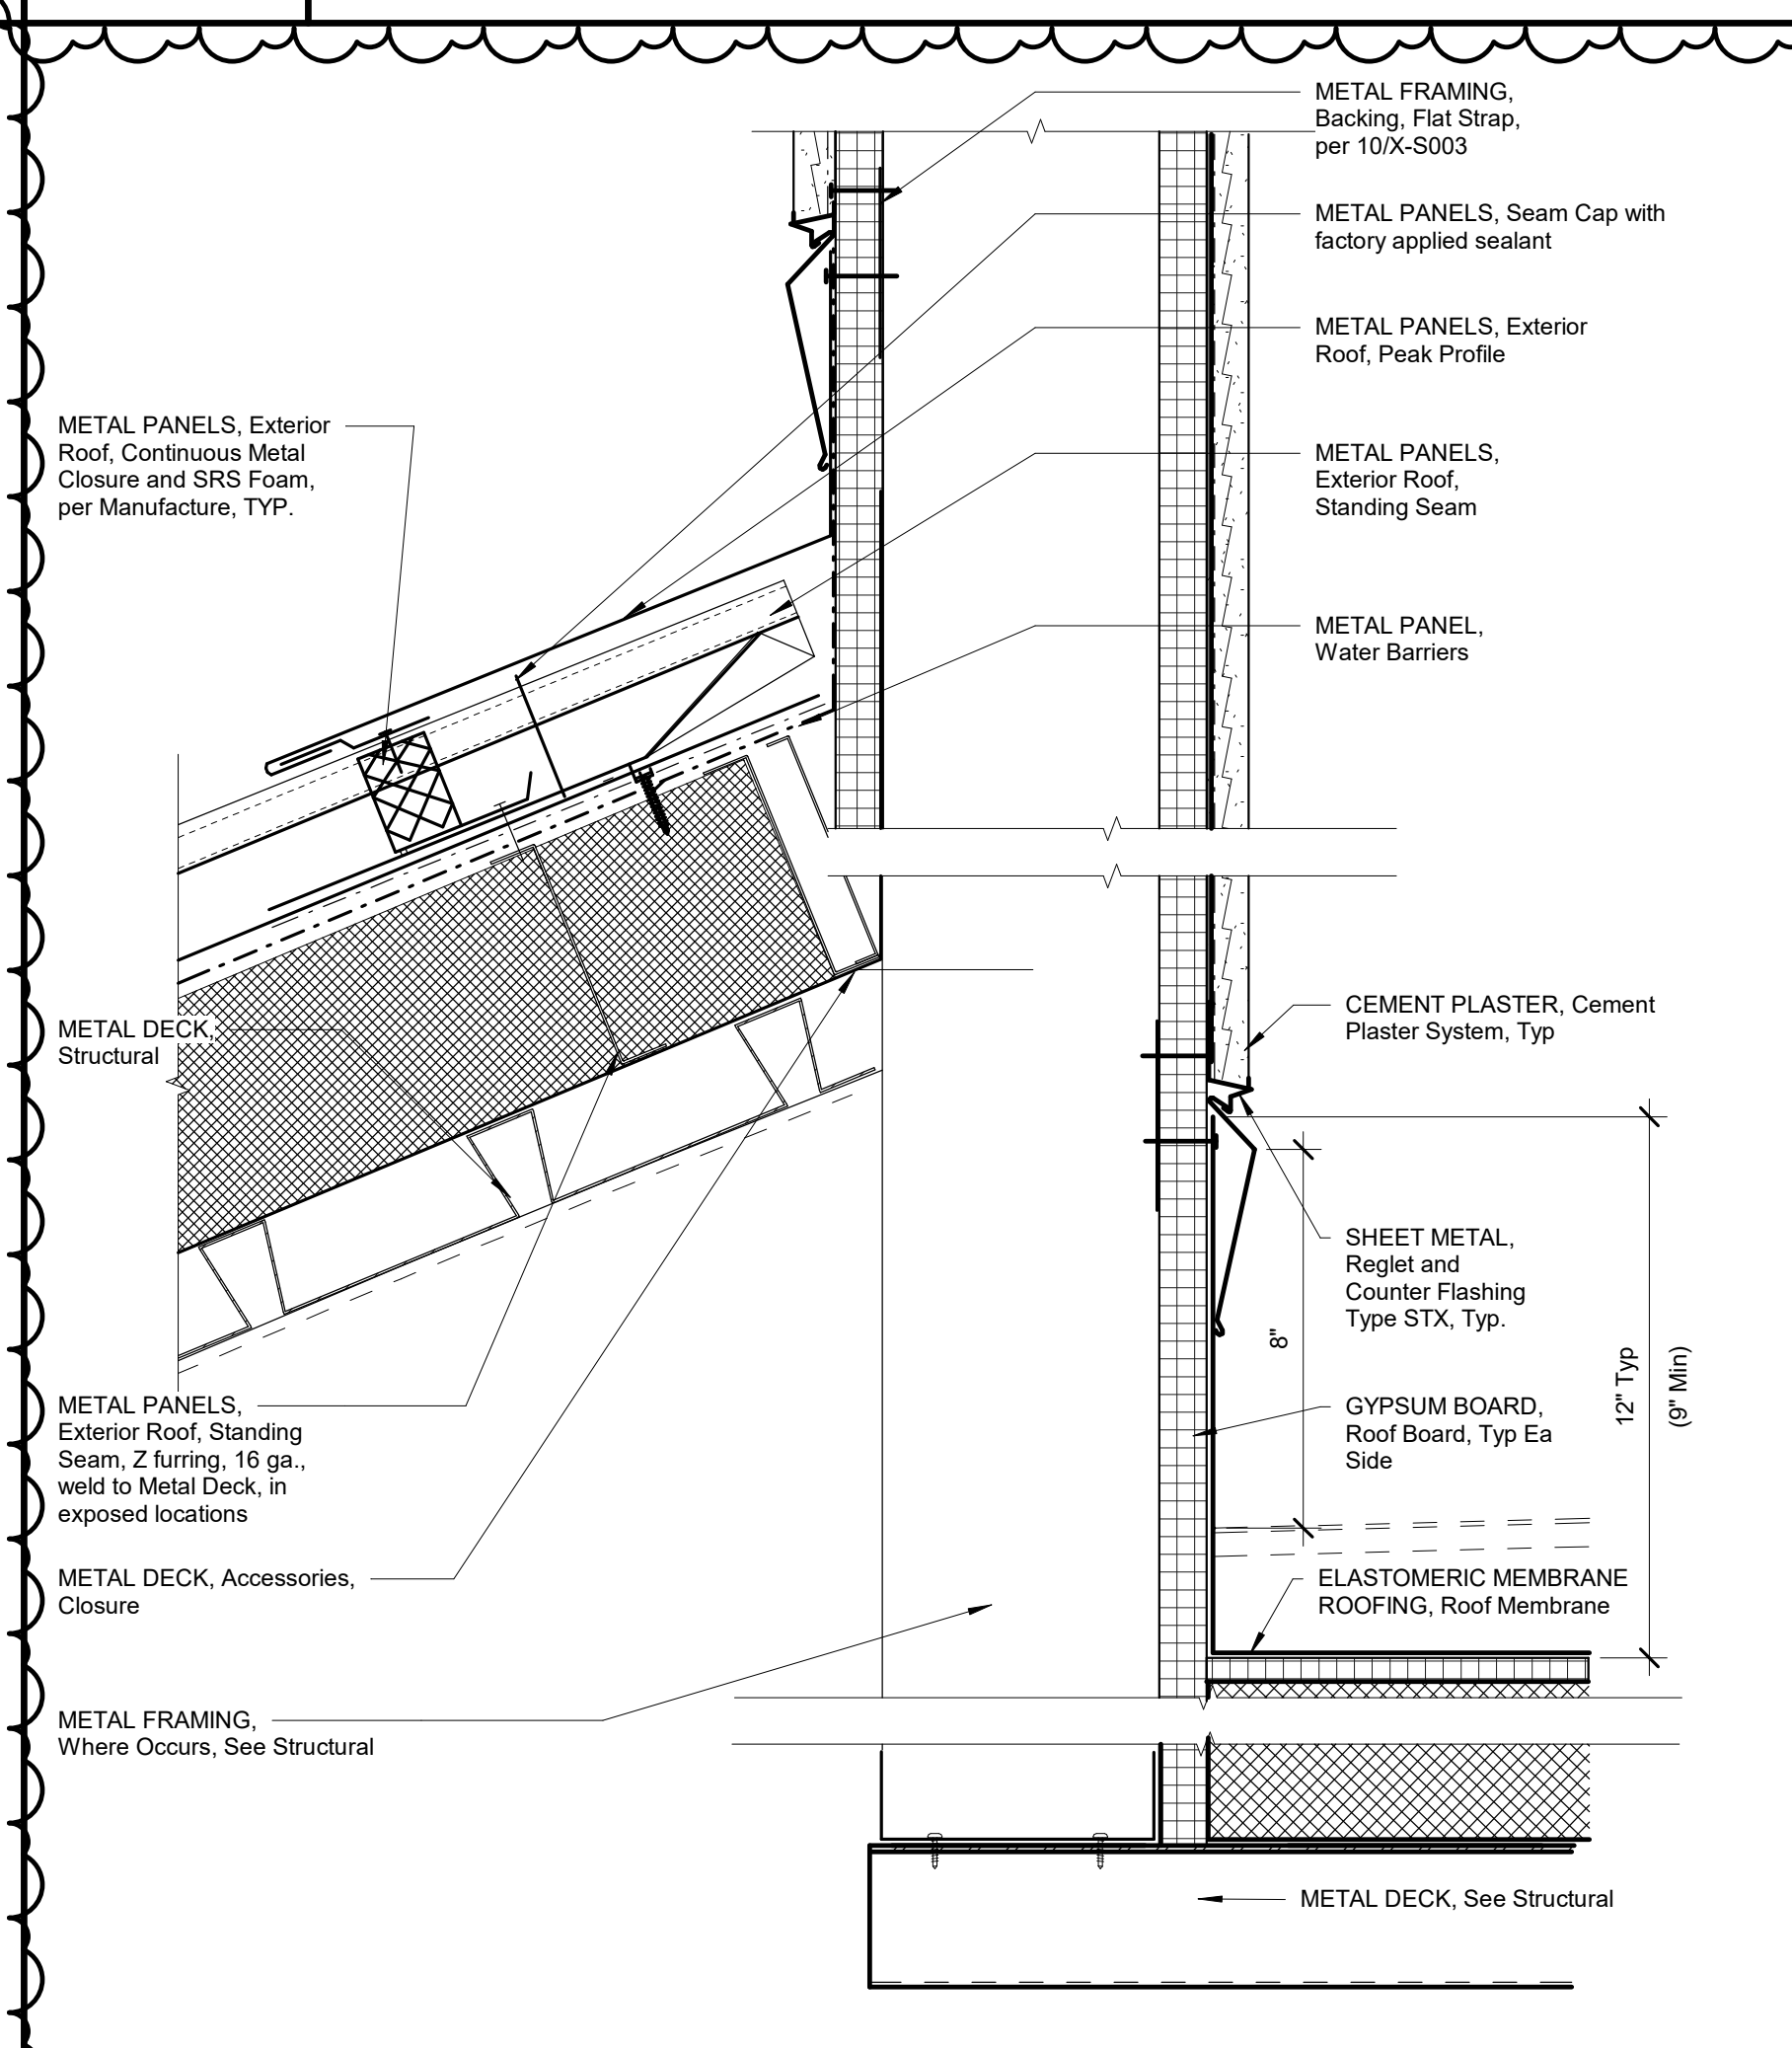 METAL FRAMING,
Backing, Flat Strap,
per 10/X-S003
METAL PANELS, Seam Cap with
factory applied sealant
METAL PANELS, Exterior
Roof, Peak Profile
METAL PANELS, Exterior
Roof, Continuous Metal
Closure and SRS Foam,
per Manufacture, TYP.
METAL PANELS,
Exterior Roof,
Standing Seam
METAL PANEL,
Water Barriers
METAL DECK,
Structural
CEMENT PLASTER, Cement
Plaster System, Typ
SHEET METAL,
Reglet and
Counter Flashing
Type STX, Typ.
8"
12" Typ
(9" Min)
METAL PANELS,
Exterior Roof, Standing
Seam, Z furring, 16 ga.,
weld to Metal Deck, in
exposed locations
GYPSUM BOARD,
Roof Board, Typ Ea
Side
METAL DECK, Accessories,
Closure
ELASTOMERIC MEMBRANE
ROOFING, Roof Membrane
METAL FRAMING,
Where Occurs, See Structural
METAL DECK, See Structural